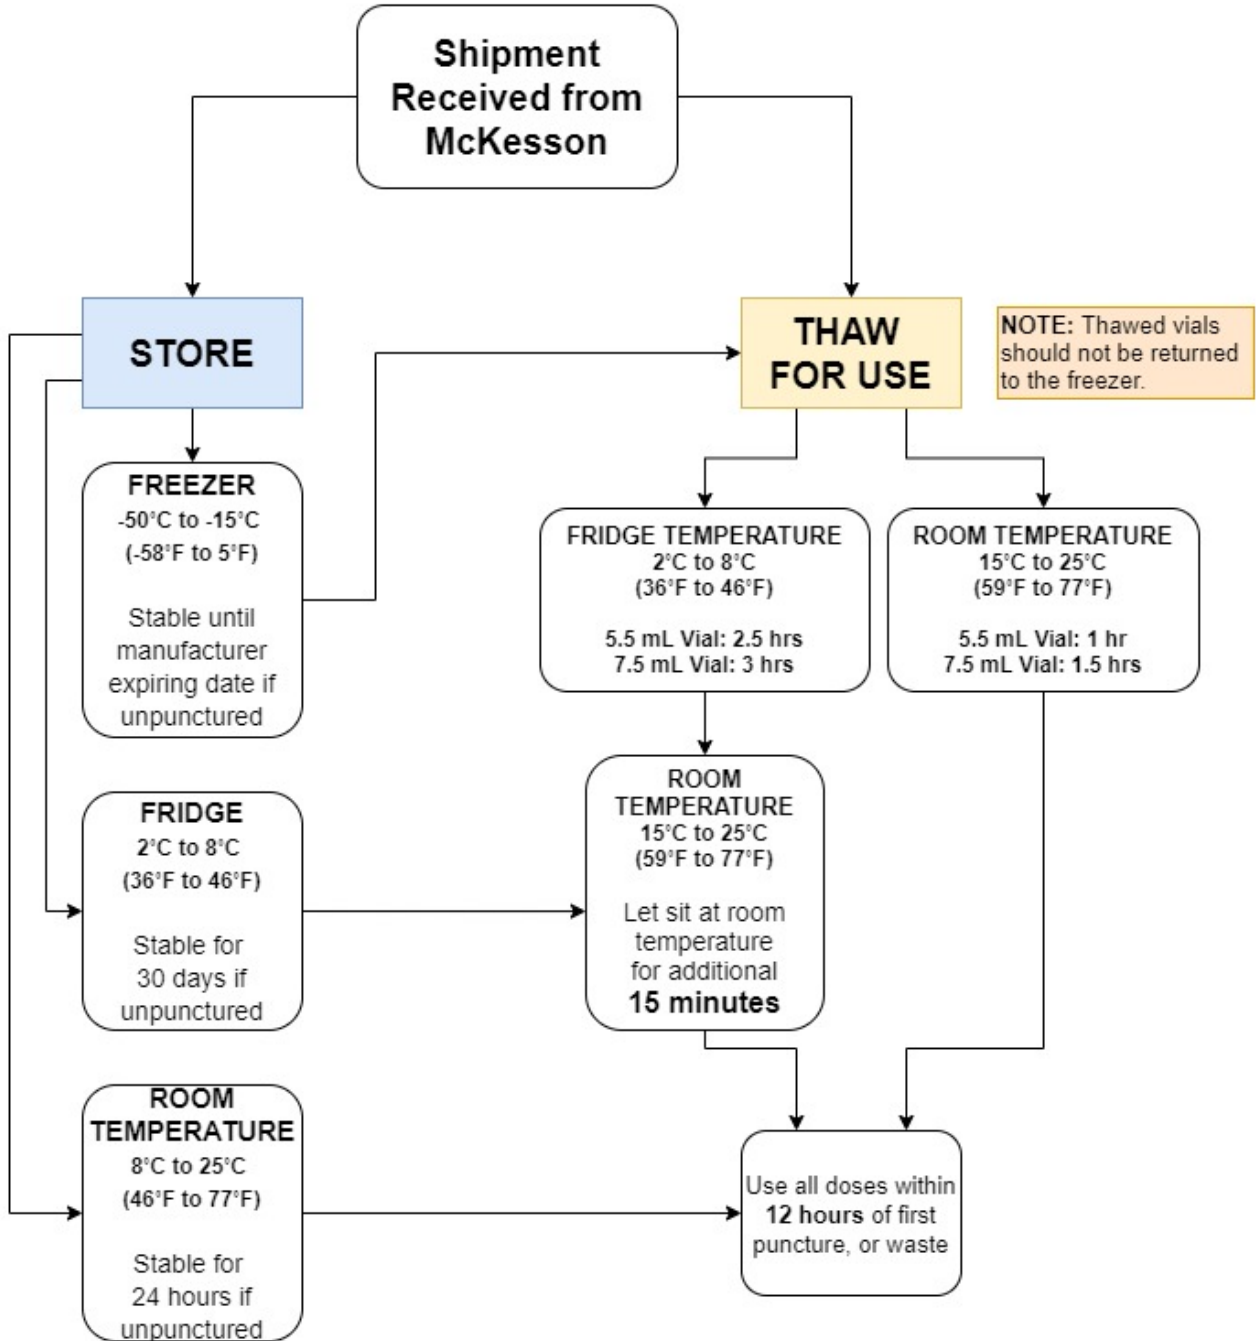 Shipment
Received from
McKesson
STORE
THAW
FOR USE
NOTE: Thawed vials
should not be returned
to the freezer.
FREEZER
-50°C to -15°C
(-58°F to 5°F)
Stable until
manufacturer
expiring date if
unpunctured
FRIDGE TEMPERATURE
2°C to 8°C
(36°F to 46°F)
5.5 mL Vial: 2.5 hrs
7.5 mL Vial: 3 hrs
ROOM TEMPERATURE
15°C to 25°C
(59°F to 77°F)
5.5 mL Vial: 1 hr
7.5 mL Vial: 1.5 hrs
FRIDGE
2°C to 8°C
(36°F to 46°F)
Stable for
30 days if
unpunctured
ROOM
TEMPERATURE
15°C to 25°C
(59°F to 77°F)
Let sit at room
temperature
for additional
15 minutes
ROOM
TEMPERATURE
8°C to 25°C
(46°F to 77°F)
Stable for
24 hours if
unpunctured
Use all doses within
12 hours of first
puncture, or waste